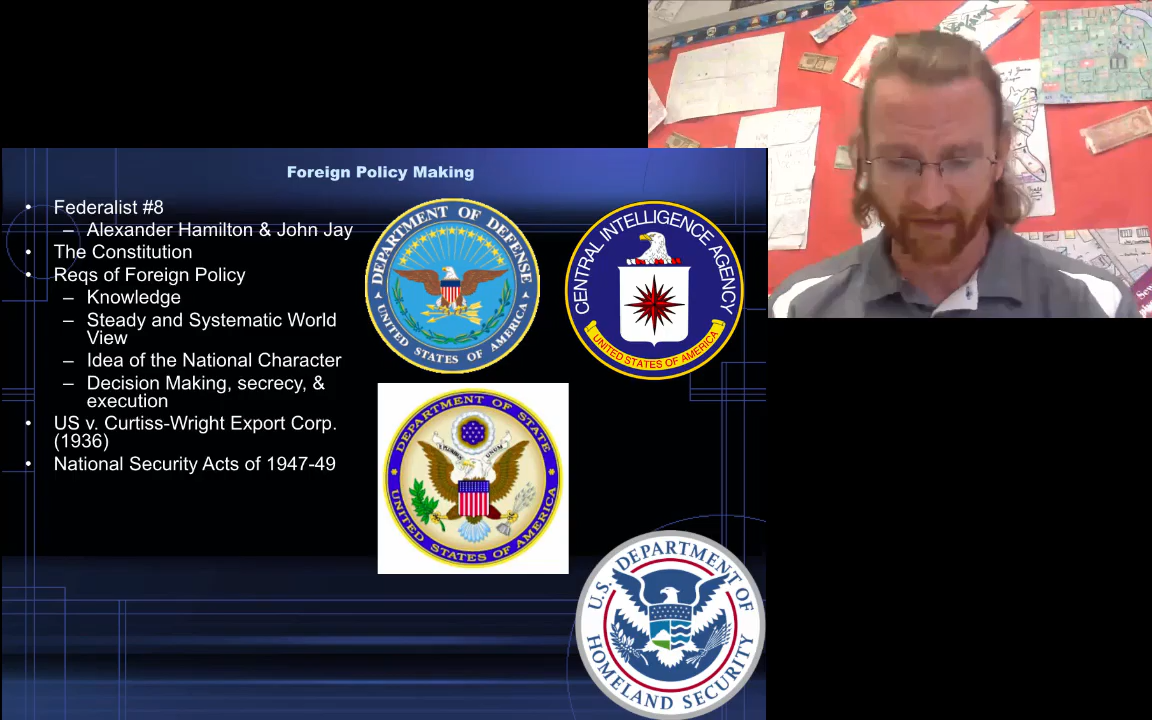 Foreign Policy Making
• Federalist #8
– Alexander Hamilton & John Jay
• The Constitution
• Reqs of Foreign Policy
– Knowledge
– Steady and Systematic World
View
– Idea of the National Character
– Decision Making, secrecy, &
execution
• US v. Curtiss-Wright Export Corp.
(1936)
• National Security Acts of 1947-49
DEPARTMENT OF DEFENSE
UNITED STATES OF AMERICA
CENTRAL INTELLIGENCE AGENCY
UNITED STATES OF AMERICA
DEPARTMENT OF STATE
UNITED STATES OF AMERICA
U.S. DEPARTMENT OF
HOMELAND SECURITY